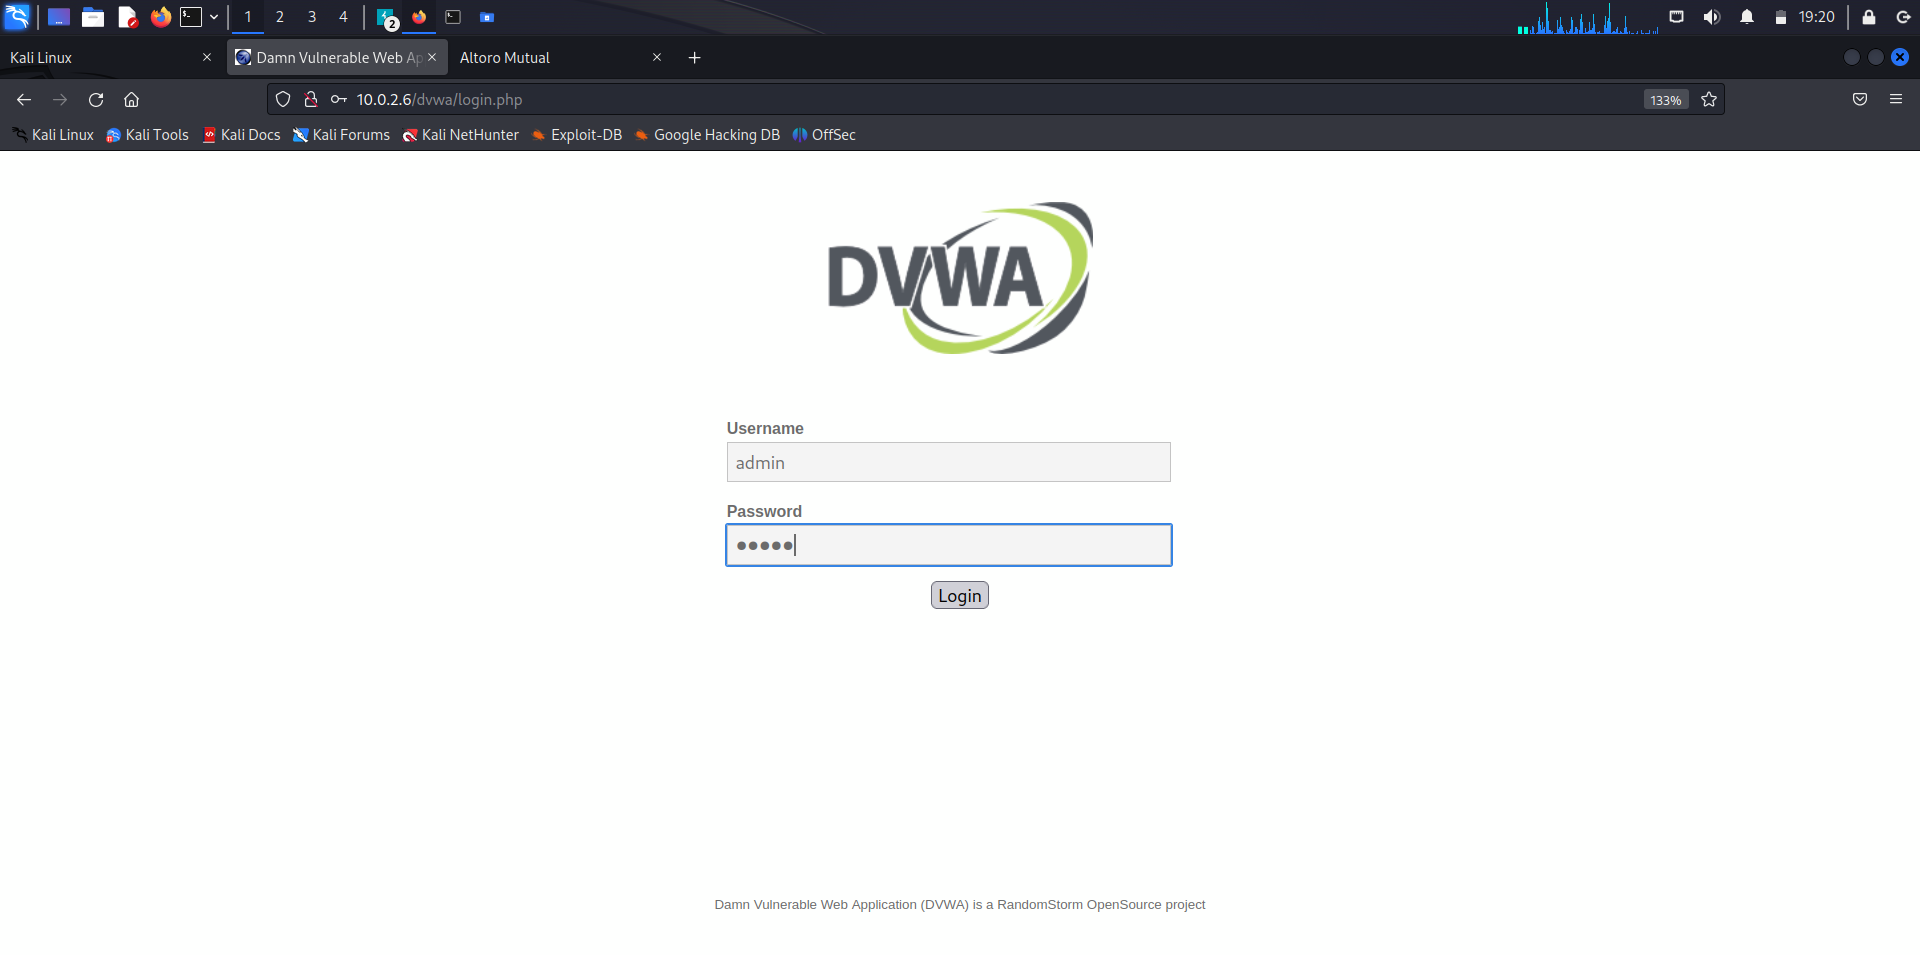 1 2 3 4 2 19:20
Kali Linux Damn Vulnerable Web Ap Altoro Mutual
10.0.2.6/dvwa/login.php 133%
Kali Linux Kali Tools Kali Docs Kali Forums Kali NetHunter Exploit-DB Google Hacking DB OffSec
DVWA
Username
admin
Password
Login
Damn Vulnerable Web Application (DVWA) is a RandomStorm OpenSource project